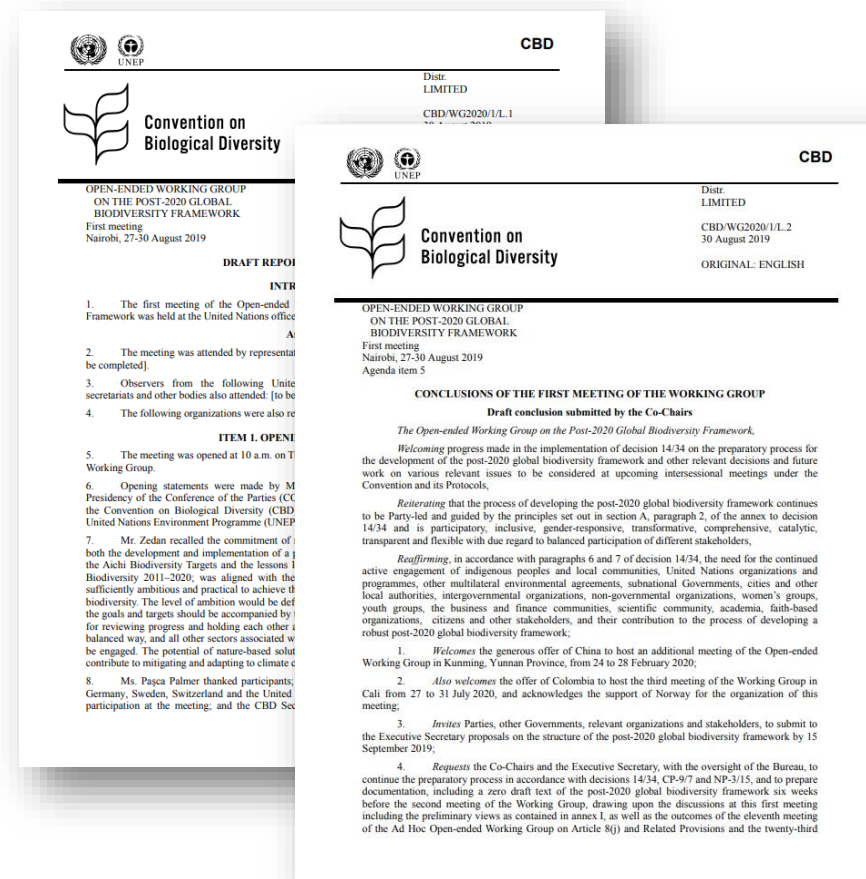 CBD
UNEP
Distr.
LIMITED
CBD/WG2020/1/L.1
30 August 2019
Convention on
Biological Diversity
OPEN-ENDED WORKING GROUP
ON THE POST-2020 GLOBAL
BIODIVERSITY FRAMEWORK
First meeting
Nairobi, 27-30 August 2019
DRAFT REPO
INTR
1. The first meeting of the Open-ended
Framework was held at the United Nations office
2. The meeting was attended by representat
be completed].
3. Observers from the following Unite
secretariats and other bodies also attended: [to be
4. The following organizations were also re
ITEM 1. OPENI
5. The meeting was opened at 10 a.m. on T
Working Group.
6. Opening statements were made by M
Presidency of the Conference of the Parties (CO
the Convention on Biological Diversity (CBD
United Nations Environment Programme (UNEP
7. Mr. Zedan recalled the commitment of
both the development and implementation of a p
the Aichi Biodiversity Targets and the lessons l
Biodiversity 2011–2020; was aligned with the
sufficiently ambitious and practical to achieve th
biodiversity. The level of ambition would be def
the goals and targets should be accompanied by
for reviewing progress and holding each other a
balanced way, and all other sectors associated w
be engaged. The potential of nature-based solut
contribute to mitigating and adapting to climate c
8. Ms. Paşca Palmer thanked participants;
Germany, Sweden, Switzerland and the United
participation at the meeting; and the CBD Sec
CBD
UNEP
Distr.
LIMITED
CBD/WG2020/1/L.2
30 August 2019
ORIGINAL: ENGLISH
Convention on
Biological Diversity
OPEN-ENDED WORKING GROUP
ON THE POST-2020 GLOBAL
BIODIVERSITY FRAMEWORK
First meeting
Nairobi, 27-30 August 2019
Agenda item 5
CONCLUSIONS OF THE FIRST MEETING OF THE WORKING GROUP
Draft conclusion submitted by the Co-Chairs
The Open-ended Working Group on the Post-2020 Global Biodiversity Framework,
Welcoming progress made in the implementation of decision 14/34 on the preparatory process for
the development of the post-2020 global biodiversity framework and other relevant decisions and future
work on various relevant issues to be considered at upcoming intersessional meetings under the
Convention and its Protocols,
Reiterating that the process of developing the post-2020 global biodiversity framework continues
to be Party-led and guided by the principles set out in section A, paragraph 2, of the annex to decision
14/34 and is participatory, inclusive, gender-responsive, transformative, comprehensive, catalytic,
transparent and flexible with due regard to balanced participation of different stakeholders,
Reaffirming, in accordance with paragraphs 6 and 7 of decision 14/34, the need for the continued
active engagement of indigenous peoples and local communities, United Nations organizations and
programmes, other multilateral environmental agreements, subnational Governments, cities and other
local authorities, intergovernmental organizations, non-governmental organizations, women's groups,
youth groups, the business and finance communities, scientific community, academia, faith-based
organizations, citizens and other stakeholders, and their contribution to the process of developing a
robust post-2020 global biodiversity framework;
1. Welcomes the generous offer of China to host an additional meeting of the Open-ended
Working Group in Kunming, Yunnan Province, from 24 to 28 February 2020;
2. Also welcomes the offer of Colombia to host the third meeting of the Working Group in
Cali from 27 to 31 July 2020, and acknowledges the support of Norway for the organization of this
meeting;
3. Invites Parties, other Governments, relevant organizations and stakeholders, to submit to
the Executive Secretary proposals on the structure of the post-2020 global biodiversity framework by 15
September 2019;
4. Requests the Co-Chairs and the Executive Secretary, with the oversight of the Bureau, to
continue the preparatory process in accordance with decisions 14/34, CP-9/7 and NP-3/15, and to prepare
documentation, including a zero draft text of the post-2020 global biodiversity framework six weeks
before the second meeting of the Working Group, drawing upon the discussions at this first meeting
including the preliminary views as contained in annex I, as well as the outcomes of the eleventh meeting
of the Ad Hoc Open-ended Working Group on Article 8(j) and Related Provisions and the twenty-third